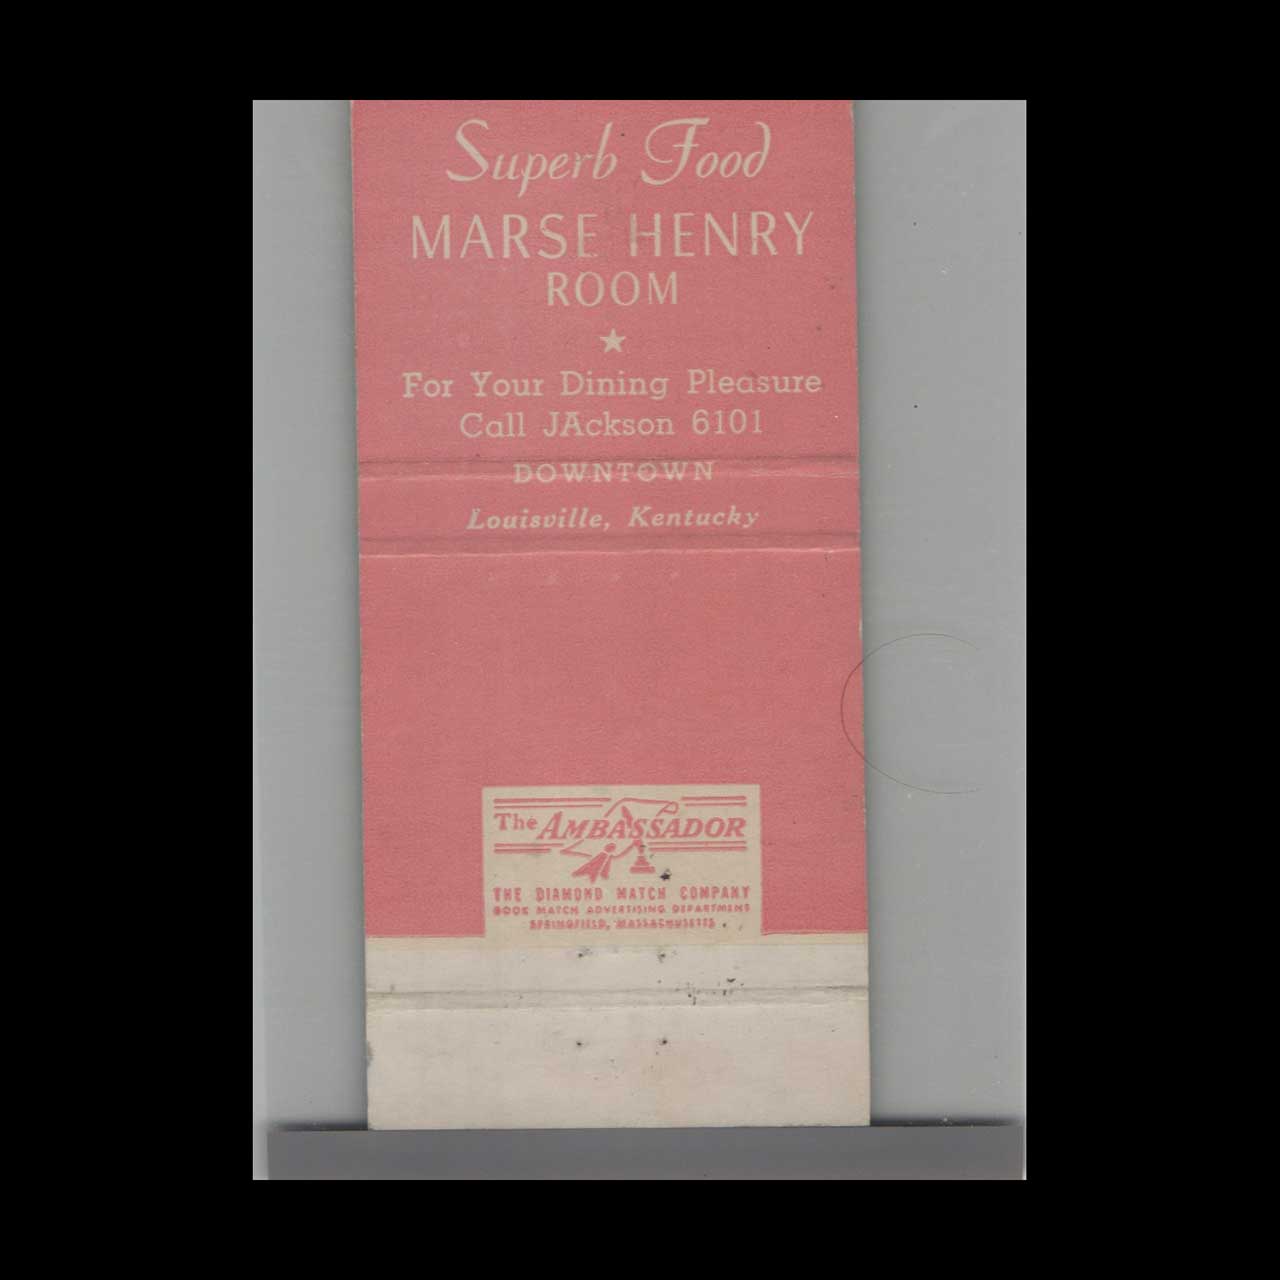 Superb Food
MARSE HENRY
ROOM
For Your Dining Pleasure
Call JAckson 6101
DOWNTOWN
Louisville, Kentucky
The AMBASSADOR
THE DIAMOND MATCH COMPANY
BOOK MATCH ADVERTISING DEPARTMENT
SPRINGFIELD, MASSACHUSETTS